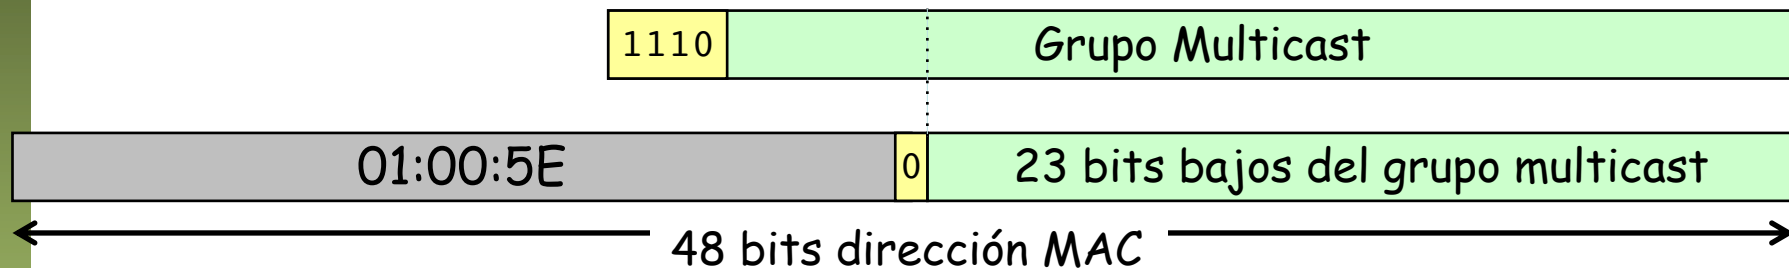 1110 Grupo Multicast
01:00:5E 0 23 bits bajos del grupo multicast
48 bits dirección MAC